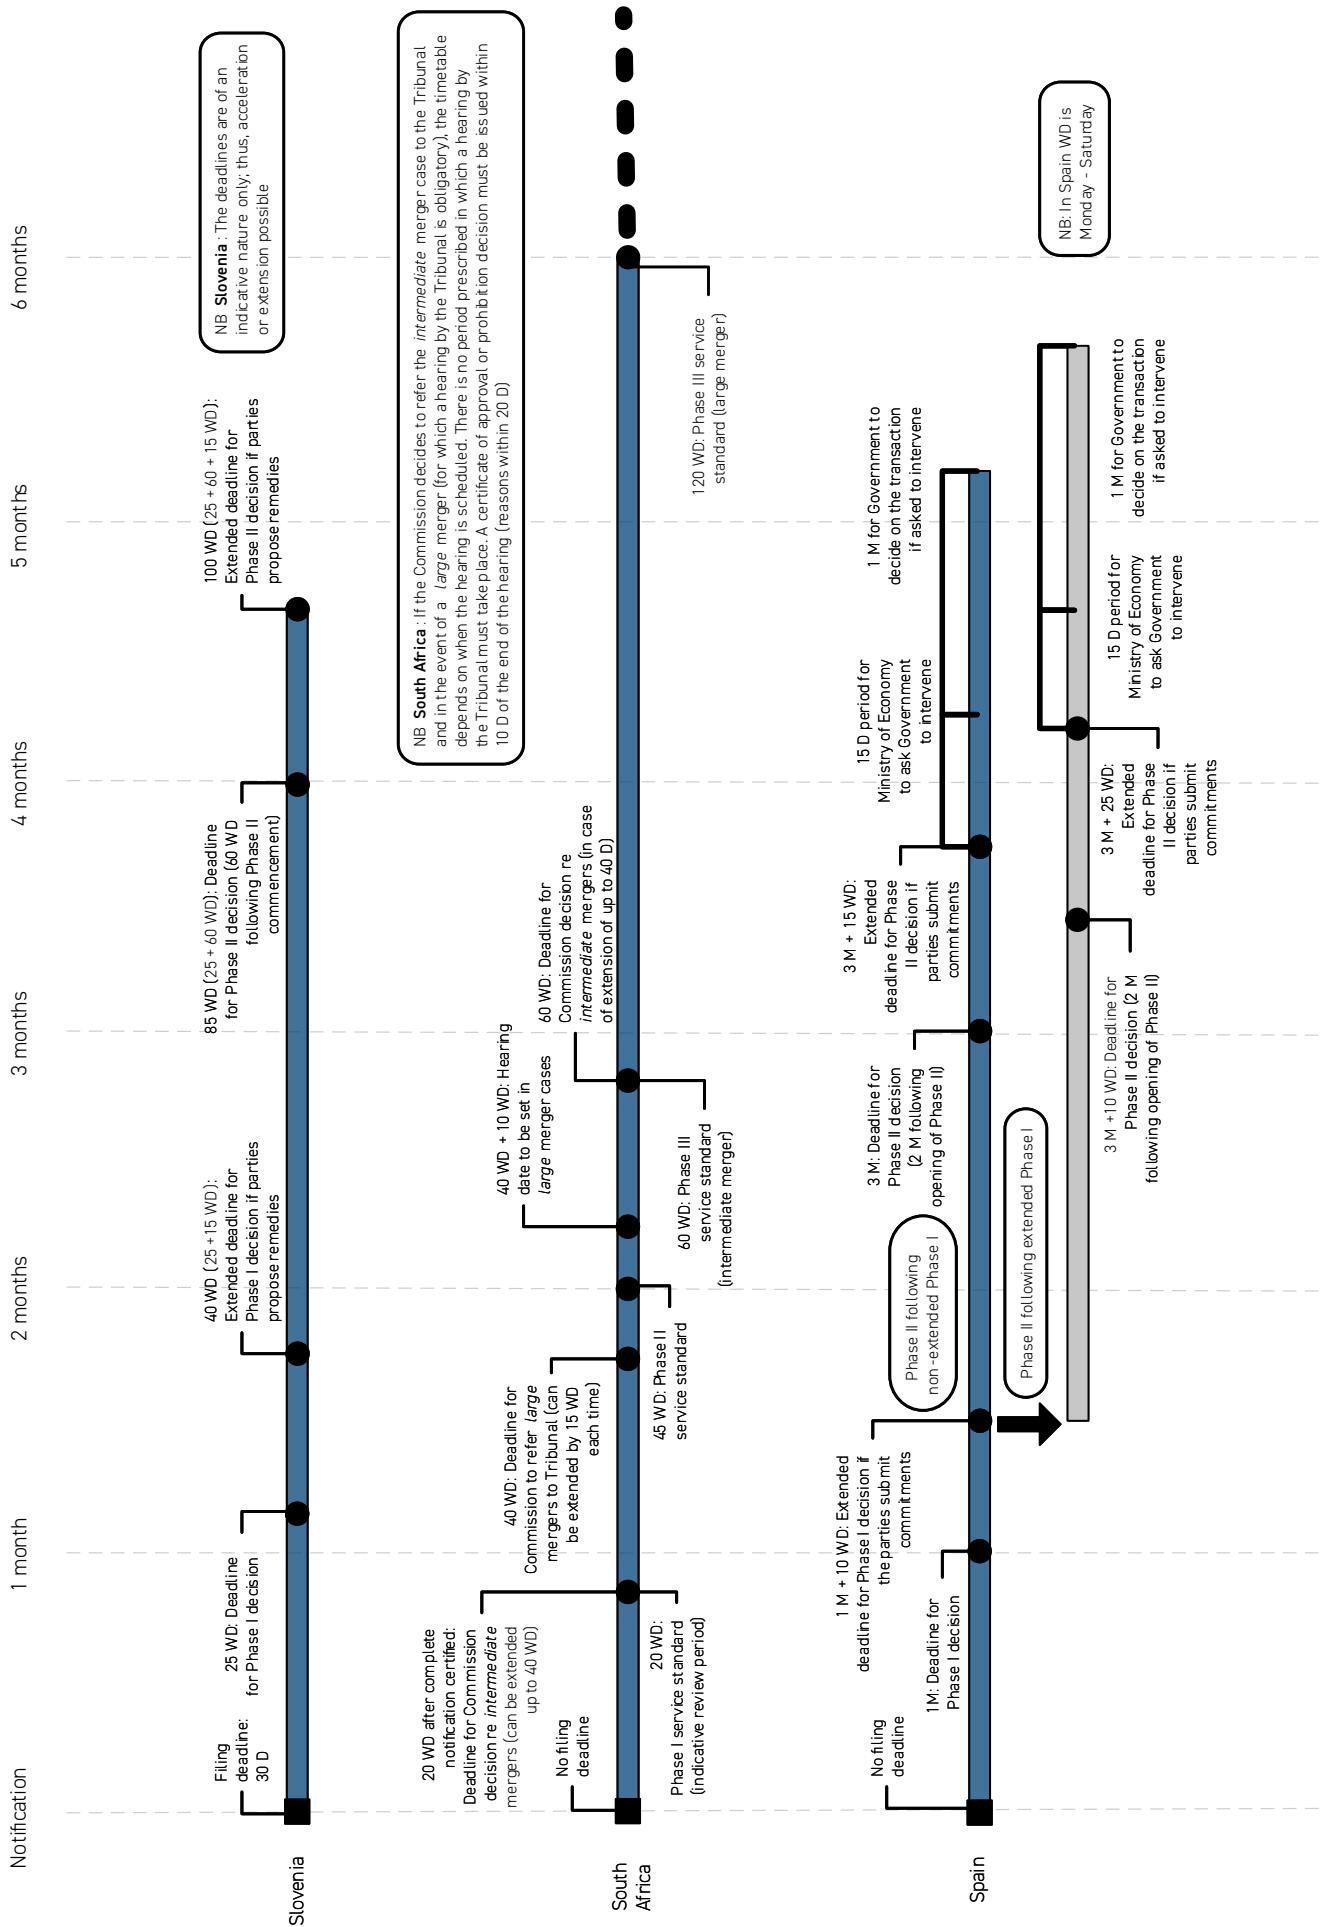 Notification
1 month
2 months
3 months
4 months
5 months
6 months
Slovenia
Filing
deadline:
30 D
25 WD: Deadline
for Phase I decision
40 WD (25 +15 WD):
Extended deadline for
Phase I decision if parties
propose remedies
85 WD (25 + 60 WD): Deadline
for Phase II decision (60 WD
following Phase II
commencement)
100 WD (25 + 60 + 15 WD):
Extended deadline for
Phase II decision if parties
propose remedies
NB Slovenia : The deadlines are of an
indicative nature only; thus, acceleration
or extension possible
South
Africa
No filing
deadline
20 WD after complete
notification certified:
Deadline for Commission
decision re intermediate
mergers (can be extended
up to 40 WD)
20 WD:
Phase I service standard
(indicative review period)
40 WD: Deadline for
Commission to refer large
mergers to Tribunal (can
be extended by 15 WD
each time)
45 WD: Phase II
service standard
40 WD + 10 WD: Hearing
date to be set in
large merger cases
60 WD: Deadline for
Commission decision re
intermediate mergers (in case
of extension of up to 40 D)
60 WD: Phase III
service standard
(intermediate merger)
120 WD: Phase III service
standard (large merger)
NB South Africa : If the Commission decides to refer the intermediate merger case to the Tribunal
and in the event of a large merger (for which a hearing by the Tribunal is obligatory), the timetable
depends on when the hearing is scheduled. There is no period prescribed in which a hearing by
the Tribunal must take place. A certificate of approval or prohibition decision must be issued within
10 D of the end of the hearing (reasons within 20 D)
Spain
No filing
deadline
1M: Deadline for
Phase I decision
1 M + 10 WD: Extended
deadline for Phase I decision if
the parties submit
commitments
Phase II following
non-extended Phase I
3 M: Deadline for
Phase II decision
(2 M following
opening of Phase II)
3 M + 15 WD:
Extended
deadline for Phase
II decision if
parties submit
commitments
15 D period for
Ministry of Economy
to ask Government
to intervene
1 M for Government to
decide on the transaction
if asked to intervene
Phase II following extended Phase I
3 M +10 WD: Deadline for
Phase II decision (2 M
following opening of Phase II)
3 M + 25 WD:
Extended
deadline for Phase
II decision if
parties submit
commitments
15 D period for
Ministry of Economy
to ask Government
to intervene
1 M for Government to
decide on the transaction
if asked to intervene
NB: In Spain WD is
Monday - Saturday